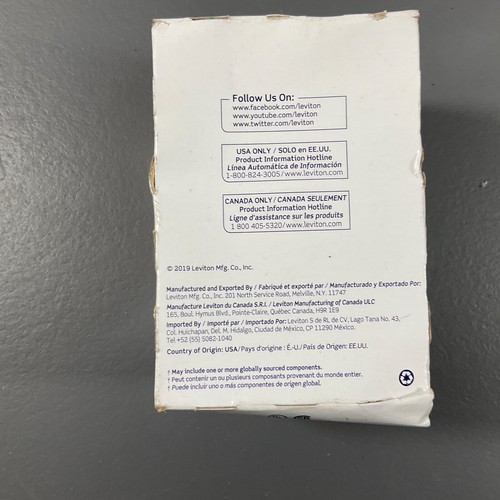 Follow Us On:
www.facebook.com/leviton
www.youtube.com/leviton
www.twitter.com/leviton
USA ONLY / SOLO en EE.UU.
Product Information Hotline
Línea Automática de Información
1-800-824-3005/www.leviton.com
CANADA ONLY/CANADA SEULEMENT
Product Information Hotline
Ligne d'assistance sur les produits
1 800 405-5320/www.leviton.com
© 2019 Leviton Mfg. Co., Inc.
Manufactured and Exported By / Fabriqué et exporté par / Manufacturado y Exportado Por:
Leviton Mfg. Co., Inc. 201 North Service Road, Melville, N.Y. 11747
Manufacture Leviton du Canada S.R.I. / Leviton Manufacturing of Canada ULC
165, Boul. Hymus Blvd., Pointe-Claire, Québec Canada, H9R 1E9
Imported By / Importé par / Importado Por: Leviton S de RL de CV, Lago Tana No. 43,
Col. Huichapan, Del. M. Hidalgo, Ciudad de México, CP 11290 México.
Tel +52 (55) 5082-1040
Country of Origin: USA/Pays d'origine : É.-U./País de Origen: EE.UU.
† May include one or more globally sourced components.
† Peut contenir un ou plusieurs composants provenant du monde entier.
† Puede incluir uno o más componentes de origen global.